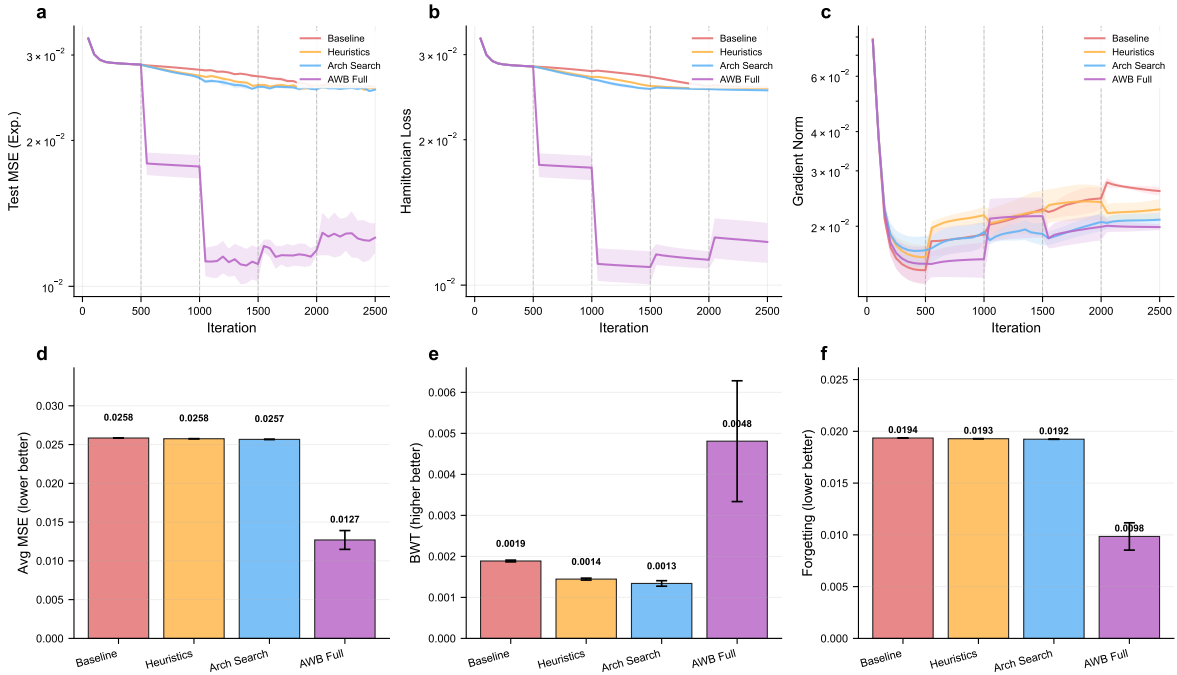 a
Test MSE (Exp.)
3 × 10⁻²
2 × 10⁻²
10⁻²
Baseline
Heuristics
Arch Search
AWB Full
0 500 1000 1500 2000 2500
Iteration
b
Hamiltonian Loss
3 × 10⁻²
2 × 10⁻²
10⁻²
Baseline
Heuristics
Arch Search
AWB Full
0 500 1000 1500 2000 2500
Iteration
c
Gradient Norm
6 × 10⁻²
4 × 10⁻²
3 × 10⁻²
2 × 10⁻²
Baseline
Heuristics
Arch Search
AWB Full
0 500 1000 1500 2000 2500
Iteration
d
Avg MSE (lower better)
0.030
0.025
0.020
0.015
0.010
0.005
0.000
0.0258 0.0258 0.0257 0.0127
Baseline Heuristics Arch Search AWB Full
e
BWT (higher better)
0.006
0.005
0.004
0.003
0.002
0.001
0.000
0.0019 0.0014 0.0013 0.0048
Baseline Heuristics Arch Search AWB Full
f
Forgetting (lower better)
0.025
0.020
0.015
0.010
0.005
0.000
0.0194 0.0193 0.0192 0.0098
Baseline Heuristics Arch Search AWB Full